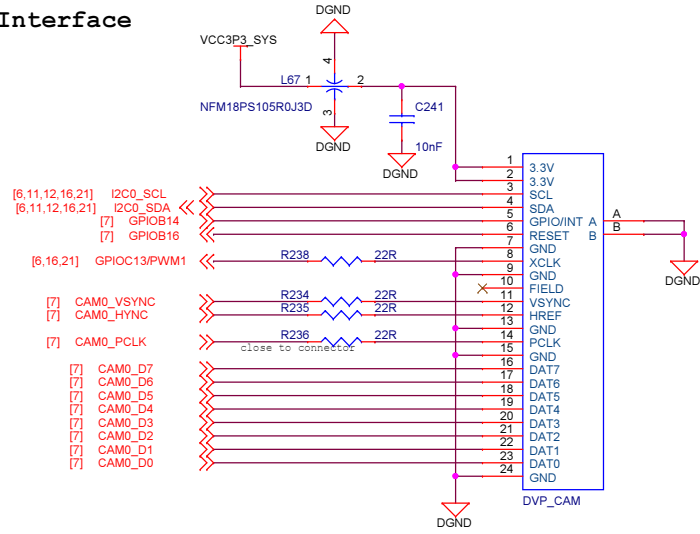 Interface
DGND
VCC3P3_SYS
4
L67 1
2
NFM18PS105R0J3D
3
C241
DGND
10nF
DGND
1 3.3V
2 3.3V
[6,11,12,16,21] I2C0_SCL 3 SCL
[6,11,12,16,21] I2C0_SDA 4 SDA
[7] GPIOB14 5 GPIO/INT A A
[7] GPIOB16 6 RESET B B
7 GND
[6,16,21] GPIOC13/PWM1 R238 22R 8 XCLK
9 GND
DGND
10 FIELD
[7] CAM0_VSYNC R234 22R 11 VSYNC
[7] CAM0_HYNC R235 22R 12 HREF
13 GND
[7] CAM0_PCLK R236 22R 14 PCLK
close to connector
15 GND
[7] CAM0_D7 16 DAT7
[7] CAM0_D6 17 DAT6
[7] CAM0_D5 18 DAT5
[7] CAM0_D4 19 DAT4
[7] CAM0_D3 20 DAT3
[7] CAM0_D2 21 DAT2
[7] CAM0_D1 22 DAT1
[7] CAM0_D0 23 DAT0
24 GND
DVP_CAM
DGND